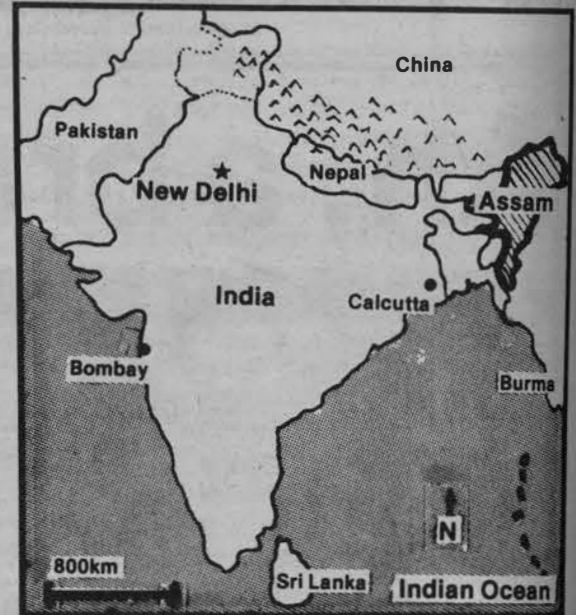 China
Pakistan
Nepal
New Delhi
Assam
India
Calcutta
Bombay
Burma
N
800km
Sri Lanka
Indian Ocean